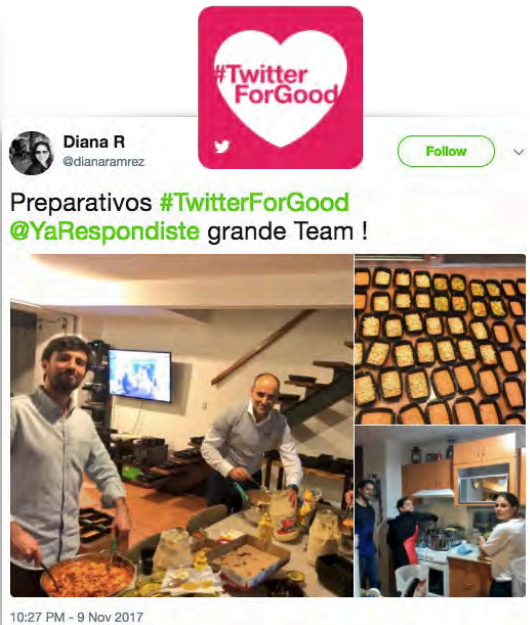 #Twitter
ForGood
Diana R
@dianaramrez
Follow
Preparativos #TwitterForGood
@YaRespondiste grande Team !
10:27 PM - 9 Nov 2017